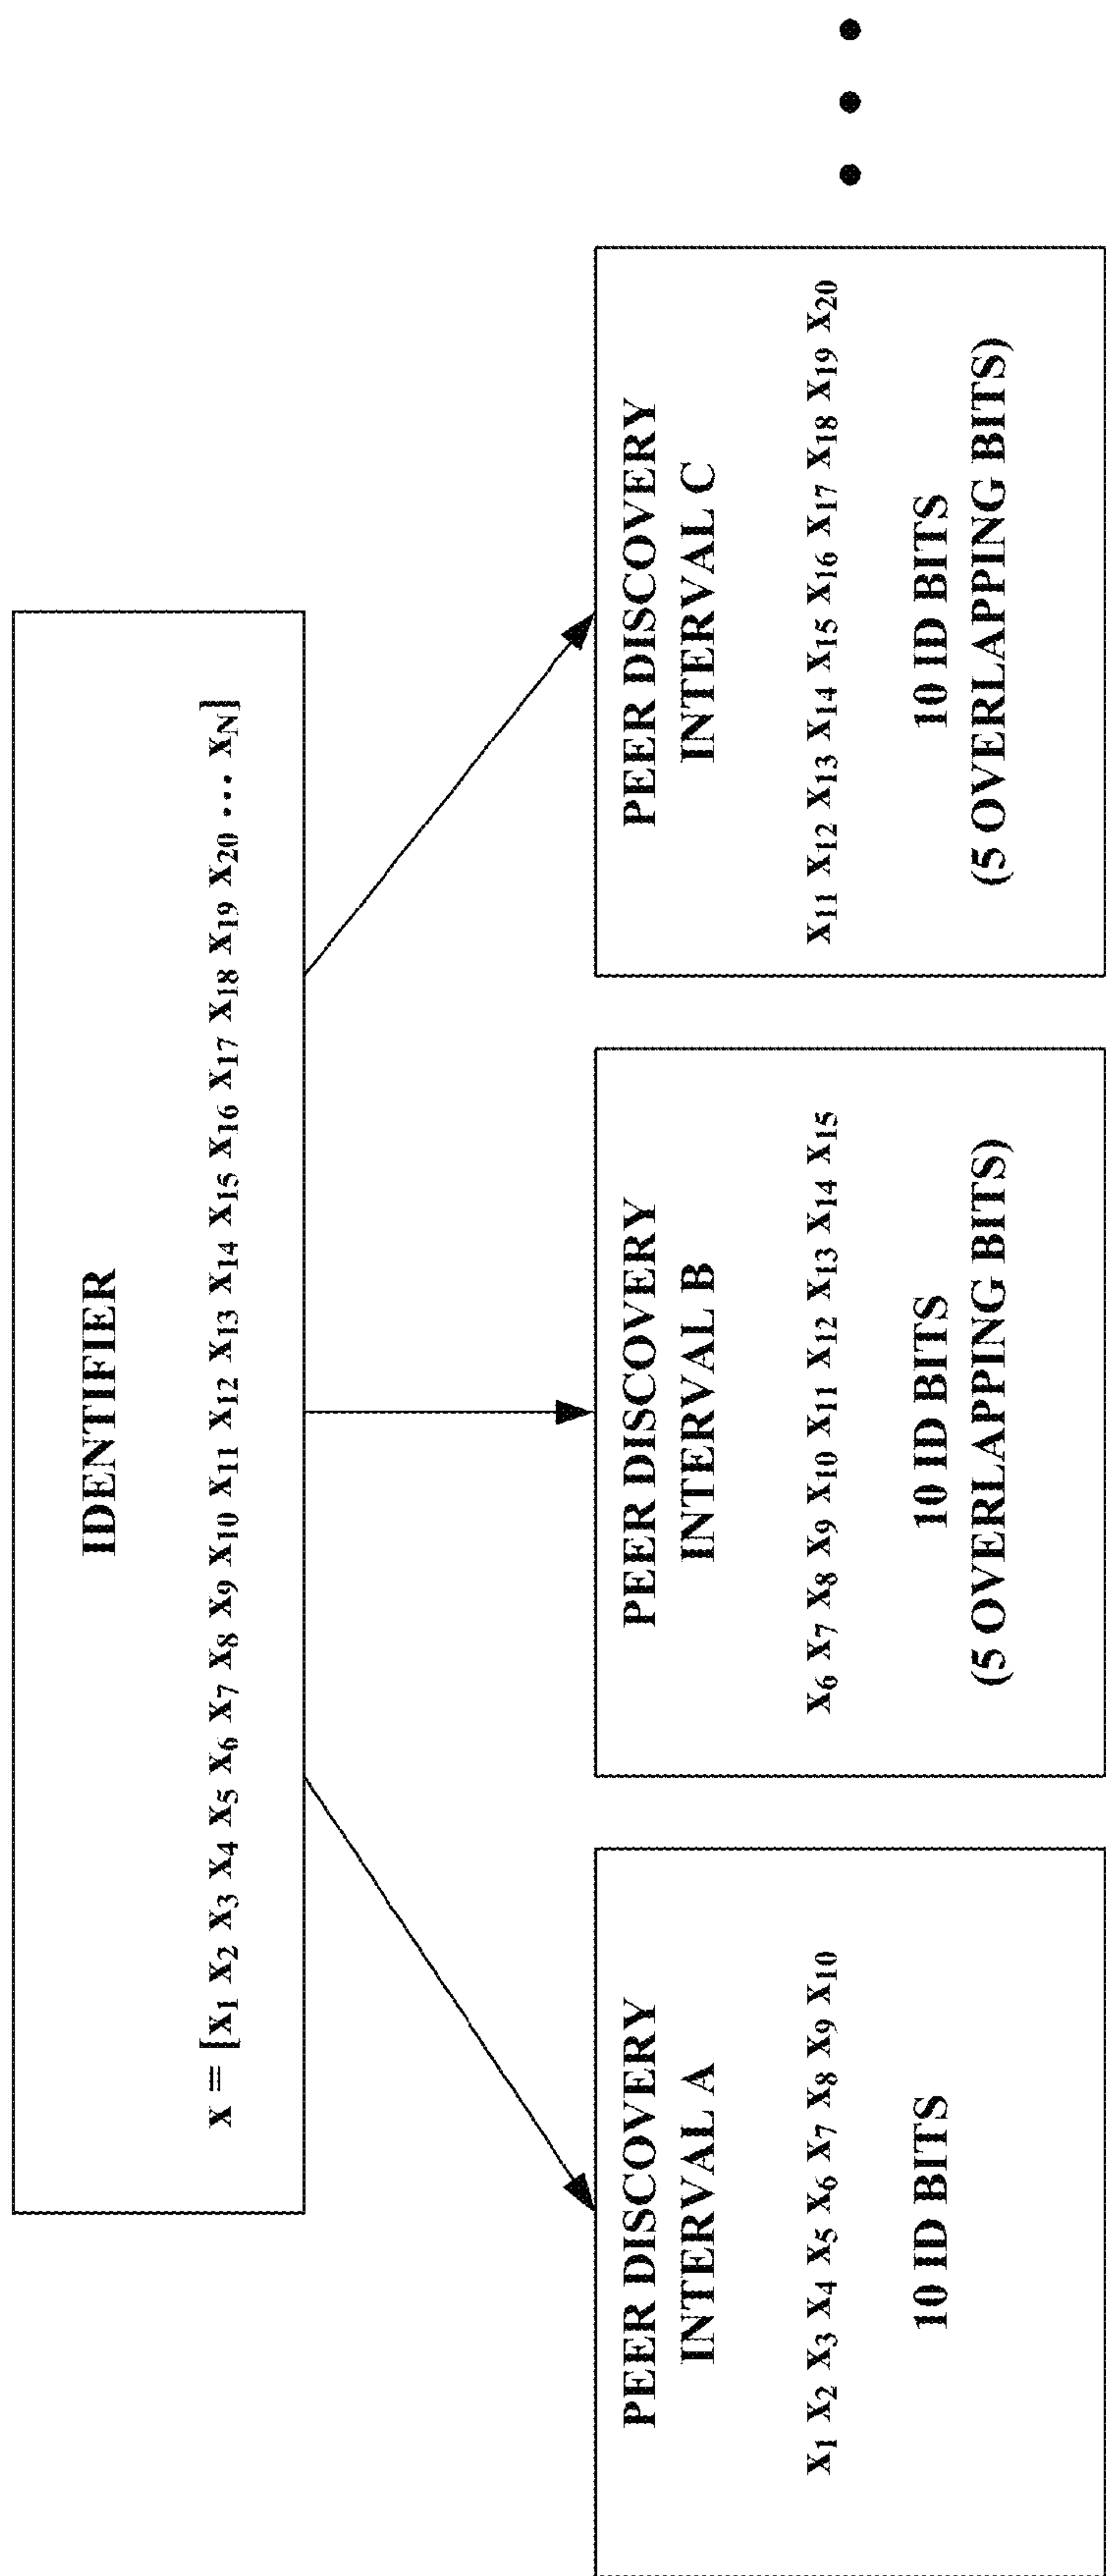 IDENTIFIER
X = [X1 X2 X3 X4 X5 X6 X7 X8 X9 X10 X11 X12 X13 X14 X15 X16 X17 X18 X19 X20 ... XN]
PEER DISCOVERY
INTERVAL A
X1 X2 X3 X4 X5 X6 X7 X8 X9 X10
10 ID BITS
PEER DISCOVERY
INTERVAL B
X6 X7 X8 X9 X10 X11 X12 X13 X14 X15
10 ID BITS
(5 OVERLAPPING BITS)
PEER DISCOVERY
INTERVAL C
X11 X12 X13 X14 X15 X16 X17 X18 X19 X20
10 ID BITS
(5 OVERLAPPING BITS)